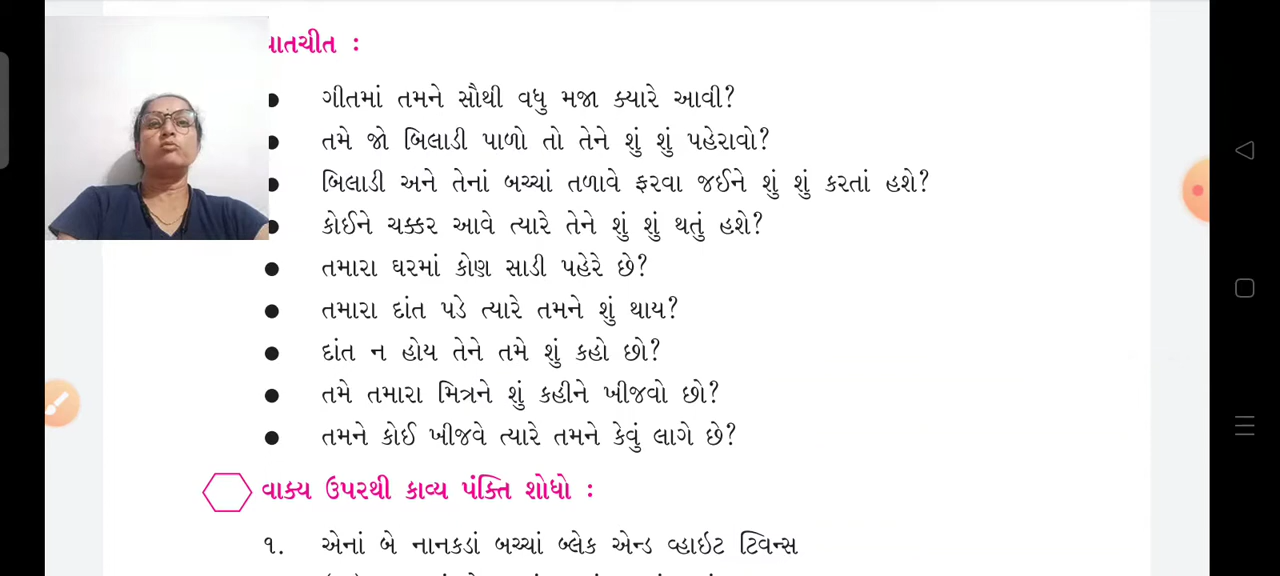 વાતચીત :
● ગીતમાં તમને સૌથી વધુ મજા ક્યારે આવી?
● તમે જો બિલાડી પાળો તો તેને શું શું પહેરાવો?
● બિલાડી અને તેનાં બચ્ચાં તળાવે ફરવા જઈને શું શું કરતાં હશે?
● કોઈને ચક્કર આવે ત્યારે તેને શું શું થતું હશે?
● તમારા ઘરમાં કોણ સાડી પહેરે છે?
● તમારા દાંત પડે ત્યારે તમને શું થાય?
● દાંત ન હોય તેને તમે શું કહો છો?
● તમે તમારા મિત્રને શું કહીને ખીજવો છો?
● તમને કોઈ ખીજવે ત્યારે તમને કેવું લાગે છે?
વાક્ય ઉપરથી કાવ્ય પંક્તિ શોધો :
૧. એનાં બે નાનકડાં બચ્ચાં બ્લેક એન્ડ વ્હાઇટ ટ્વિન્સ